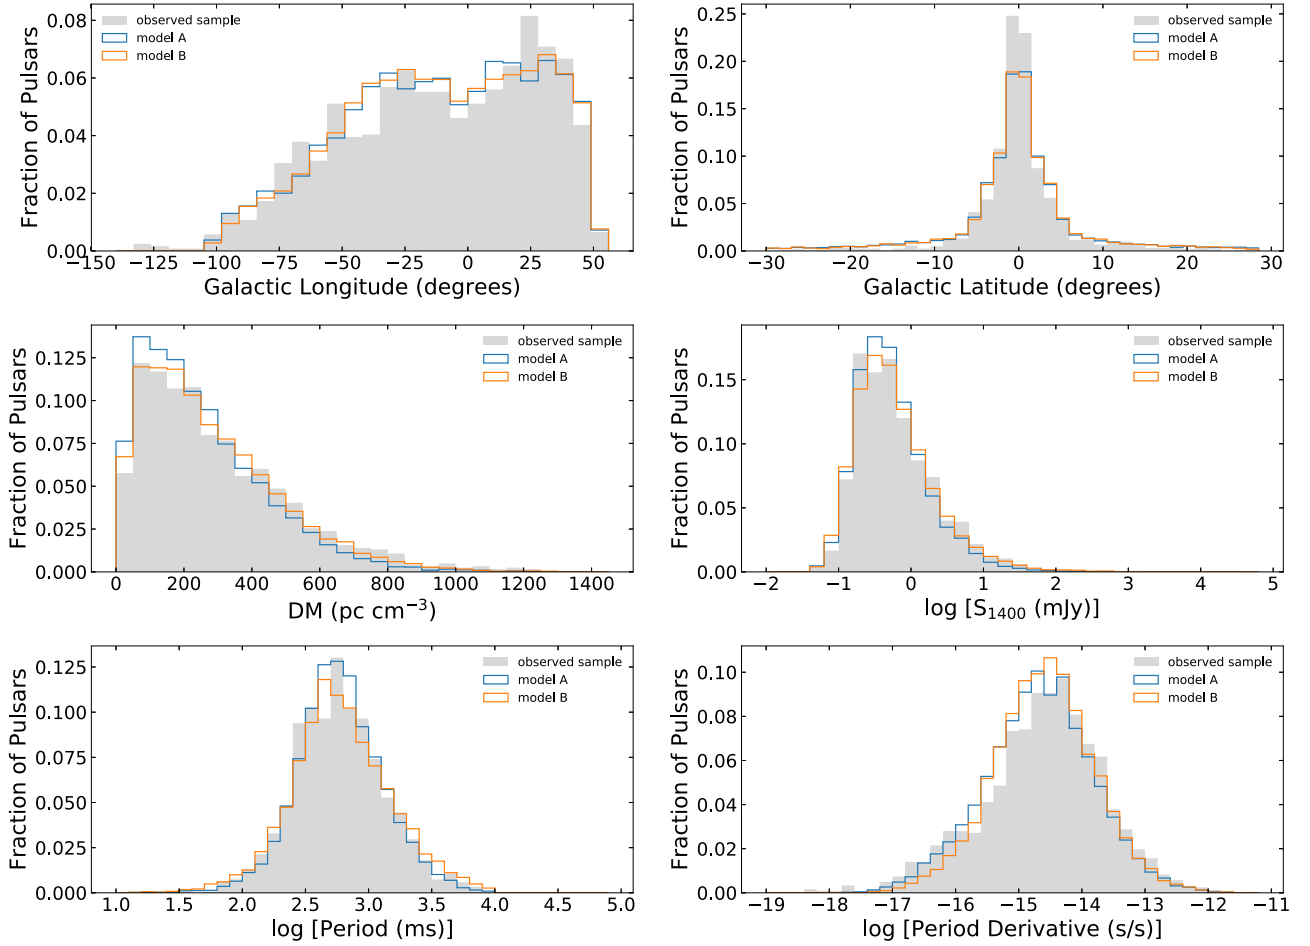 Fraction of Pulsars
0.08
0.06
0.04
0.02
0.00
observed sample
model A
model B
−150 −125 −100 −75 −50 −25 0 25 50
Galactic Longitude (degrees)
Fraction of Pulsars
0.25
0.20
0.15
0.10
0.05
0.00
observed sample
model A
model B
−30 −20 −10 0 10 20 30
Galactic Latitude (degrees)
Fraction of Pulsars
0.125
0.100
0.075
0.050
0.025
0.000
observed sample
model A
model B
0 200 400 600 800 1000 1200 1400
DM (pc cm⁻³)
Fraction of Pulsars
0.15
0.10
0.05
0.00
observed sample
model A
model B
−2 −1 0 1 2 3 4 5
log [S₁₄₀₀ (mJy)]
Fraction of Pulsars
0.125
0.100
0.075
0.050
0.025
0.000
observed sample
model A
model B
1.0 1.5 2.0 2.5 3.0 3.5 4.0 4.5 5.0
log [Period (ms)]
Fraction of Pulsars
0.10
0.08
0.06
0.04
0.02
0.00
observed sample
model A
model B
−19 −18 −17 −16 −15 −14 −13 −12 −11
log [Period Derivative (s/s)]